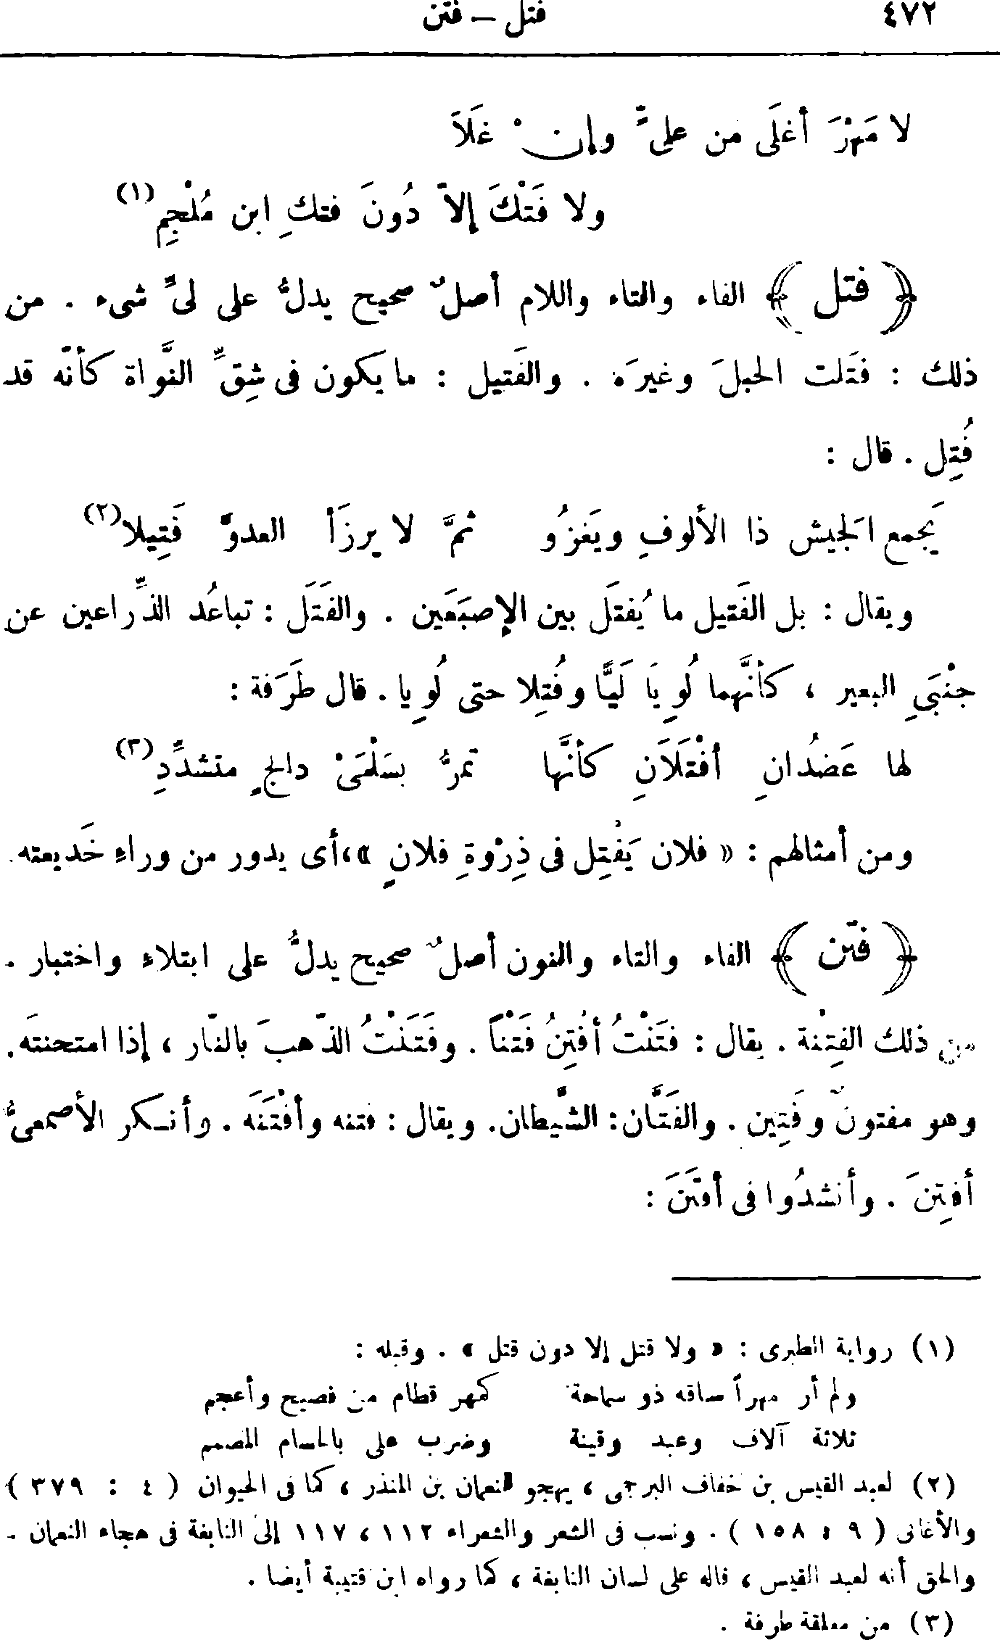 ٤٧٢
فتل — فتن
لا مَهْرَ أغلَى من علىٍّ وإن ْ غَلاَ
ولا فَتْكَ إلاّ دُونَ فتكِ ابن مُلْجِمِ(١)
﴿ فتل ﴾ الفاء والتاء واللام أصلٌ صحيح يدلُّ على لىِّ شىء . من
ذلك : فتَلت الحبلَ وغيرَه . والفَتيل : ما يكون فى شِقِّ النَّواة كأنّه قد
فُتِل . قال :
يَجمع الجَيش ذا الألوفِ ويَغزُو ثمَّ لا يرزَأ العدوَّ فَتِيلا(٢)
ويقال : بل الفَتيل ما يُفتَل بين الإصبَعَين . والفَتَل : تباعُد الذِّراعين عن
جنْبَىِ البعير ، كأنَّهما لُوِيَا لَيًّا وفُتِلا حتى لُوِيا . قال طَرَفة :
لها عَضُدانِ أفْتَلاَنِ كأنَّها تمرُّ بسَلْمَىْ دالجٍ متشدِّدِ(٣)
ومن أمثالهم : « فلان يَفْتِل فى ذِرْوةِ فلانٍ »،أى يدور من وراءِ خَديعته.
﴿ فتن ﴾ الفاء والتاء والنون أصلٌ صحيح يدلُّ على ابتلاءِ واختبار .
من ذلك الفِتْنة . يقال : فتَنْتُ أفْتِنُ فَتْناً . وفَتَنْتُ الذّهبَ بالنّار ، إذا امتحنتَه.
وهو مفتونٌ وفَتِين . والفَتَّان: الشَّيطان. ويقال : فتنه وأفْتَنَه . وأنكر الأصمعىُّ
أفتِنَ . وأنشدُوا فى أفتَنَ :
(١) رواية الطبرى : « ولا قتل إلا دون قتل » . وقبله :
ولم أر مهراً ساقه ذو سماحة كمهر قطام من فصيح وأعجم
ثلاثة آلاف وعبد وقينة وضرب على بالحسام المصمم
(٢) لعبد القيس بن خفاف البرجمى ، يهجو النعمان بن المنذر ، كما فى الحيوان ( ٤ : ٣٧٩ )
والأغانى ( ٩ : ١٥٨ ) . ونسب فى الشعر والشعراء ١١٢ ، ١١٧ إلى النابغة فى هجاء النعمان .
والحق أنه لعبد القيس ، قاله على لسان النابغة ، كما رواه ابن قتيبة أيضا .
(٣) من معلقة طرفة .